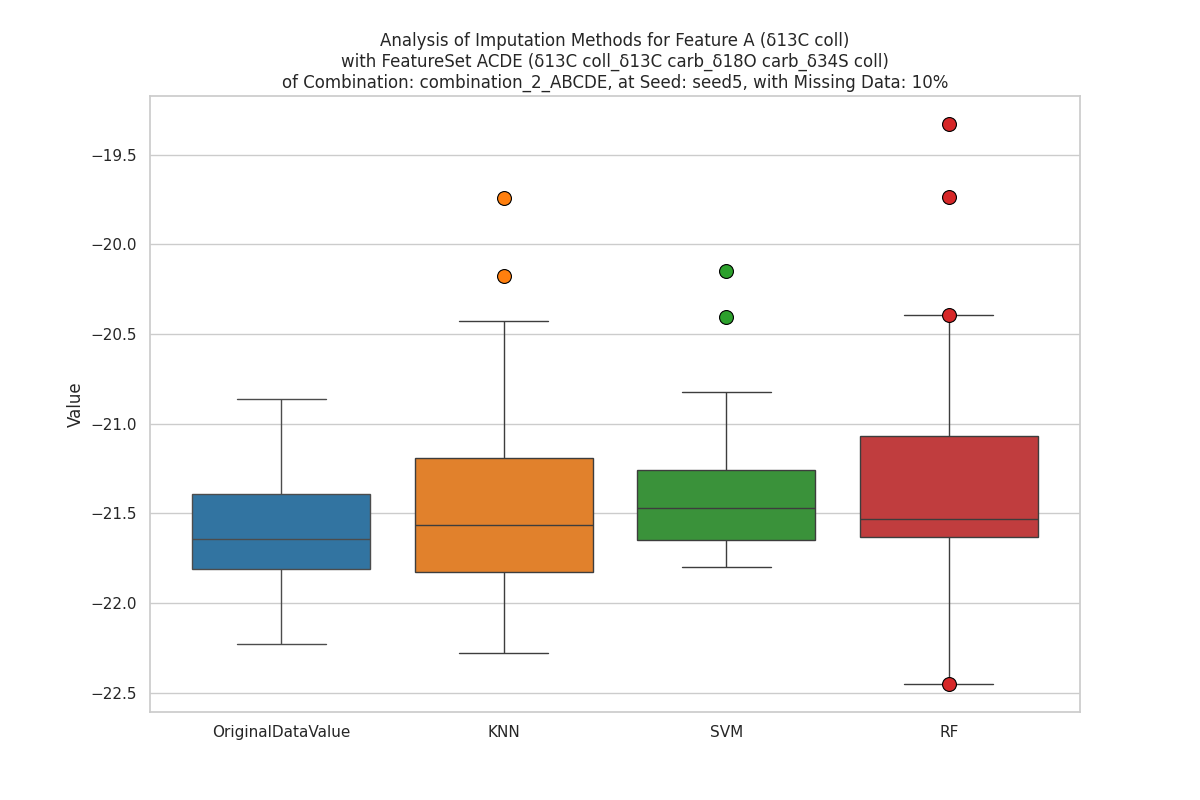 Analysis of Imputation Methods for Feature A (δ13C coll)
with FeatureSet ACDE (δ13C coll_δ13C carb_δ18O carb_δ34S coll)
of Combination: combination_2_ABCDE, at Seed: seed5, with Missing Data: 10%
−19.5
−20.0
−20.5
−21.0
−21.5
−22.0
−22.5
Value
OriginalDataValue
KNN
SVM
RF